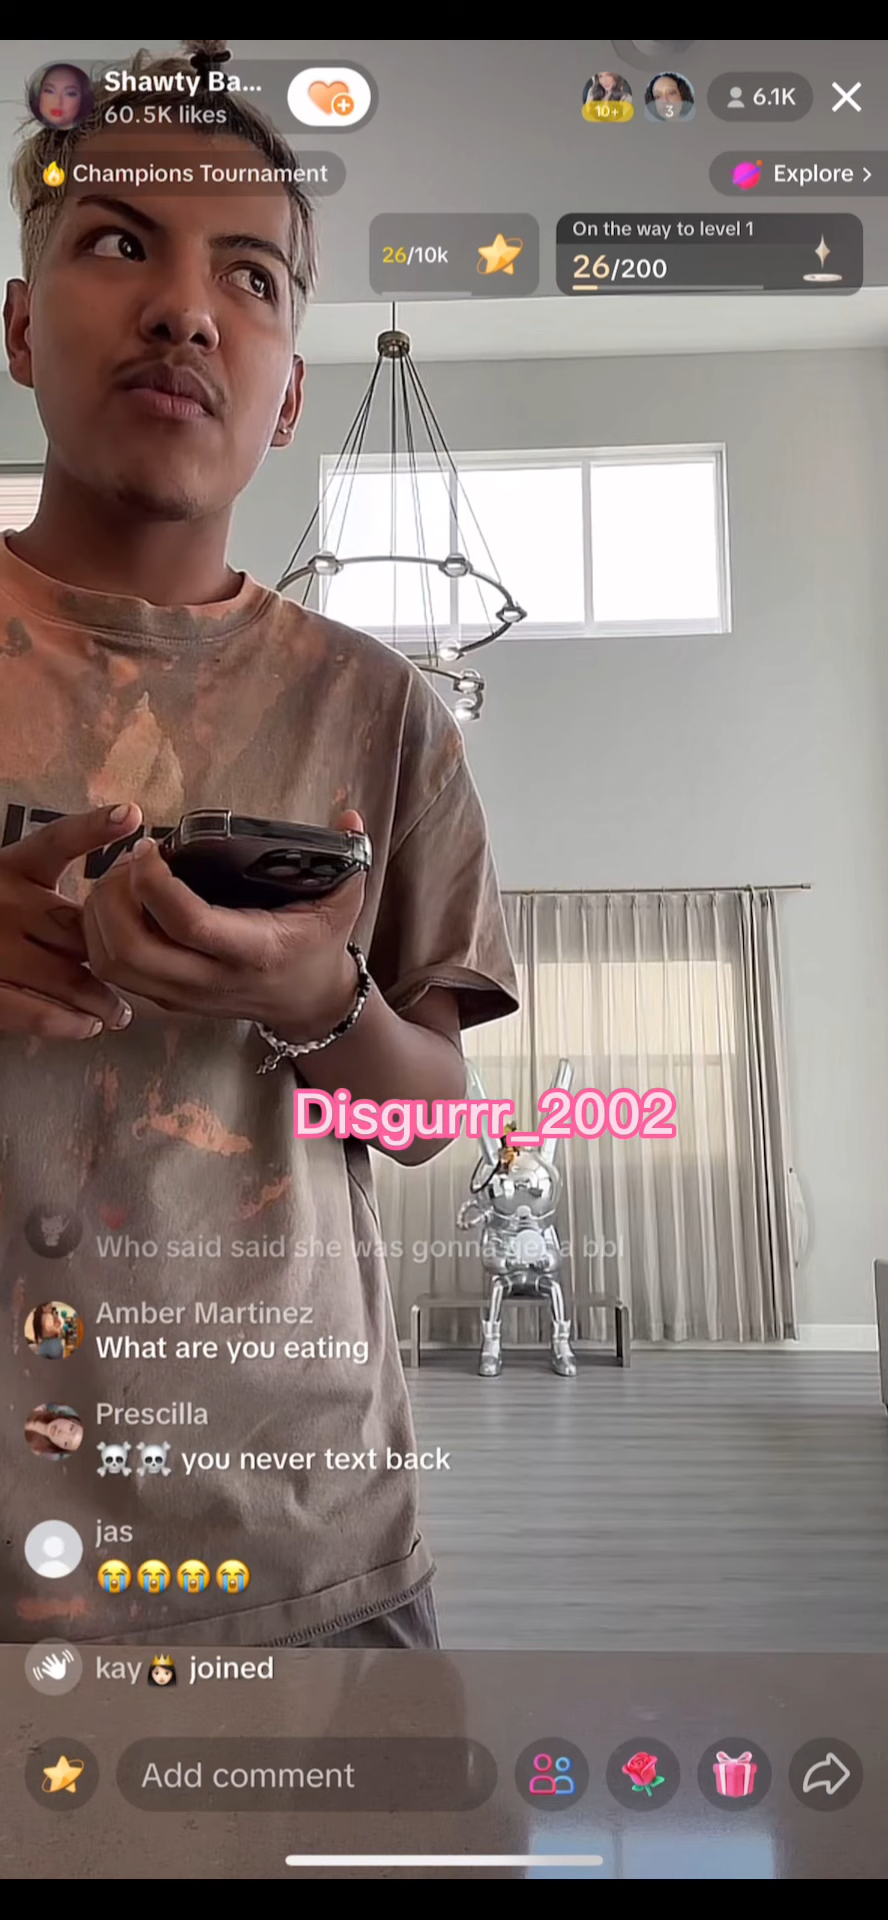 Shawty Ba...
60.5K likes
10+
3
6.1K
Champions Tournament
Explore >
26/10k
On the way to level 1
26/200
Disgurrr_2002
Who said said she was gonna get a bbl
Amber Martinez
What are you eating
Prescilla
☠️☠️ you never text back
jas
😭😭😭😭
kay👸🏻 joined
Add comment